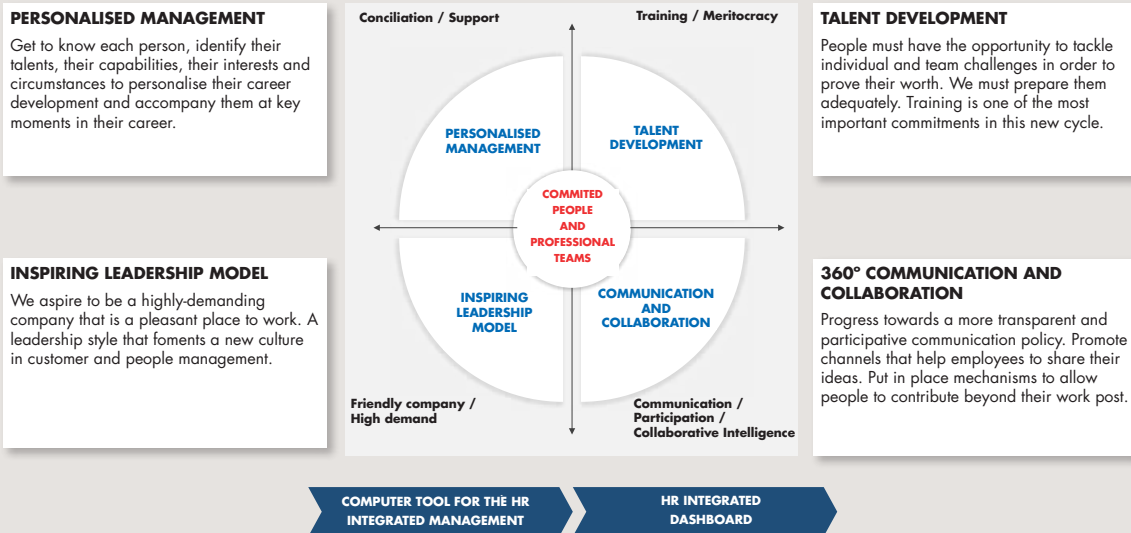 PERSONALISED MANAGEMENT
Get to know each person, identify their
talents, their capabilities, their interests and
circumstances to personalise their career
development and accompany them at key
moments in their career.
INSPIRING LEADERSHIP MODEL
We aspire to be a highly-demanding
company that is a pleasant place to work. A
leadership style that foments a new culture
in customer and people management.
Conciliation / Support
Training / Meritocracy
PERSONALISED
MANAGEMENT
TALENT
DEVELOPMENT
COMMITED
PEOPLE
AND
PROFESSIONAL
TEAMS
INSPIRING
LEADERSHIP
MODEL
COMMUNICATION
AND
COLLABORATION
Friendly company /
High demand
Communication /
Participation /
Collaborative Intelligence
TALENT DEVELOPMENT
People must have the opportunity to tackle
individual and team challenges in order to
prove their worth. We must prepare them
adequately. Training is one of the most
important commitments in this new cycle.
360º COMMUNICATION AND
COLLABORATION
Progress towards a more transparent and
participative communication policy. Promote
channels that help employees to share their
ideas. Put in place mechanisms to allow
people to contribute beyond their work post.
COMPUTER TOOL FOR THE HR
INTEGRATED MANAGEMENT
HR INTEGRATED
DASHBOARD